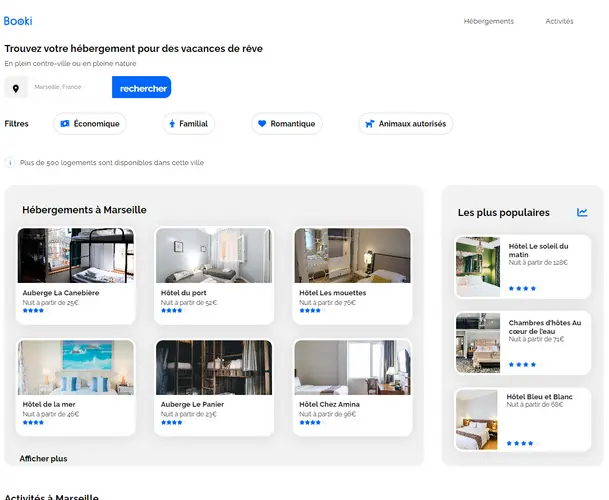 Booki
Hébergements
Activités
Trouvez votre hébergement pour des vacances de rêve
En plein centre-ville ou en pleine nature
Marseille, France
rechercher
Filtres
Économique
Familial
Romantique
Animaux autorisés
i
Plus de 500 logements sont disponibles dans cette ville
Hébergements à Marseille
Auberge La Canebière
Nuit à partir de 25€
Hôtel du port
Nuit à partir de 52€
Hôtel Les mouettes
Nuit à partir de 76€
Hôtel de la mer
Nuit à partir de 46€
Auberge Le Panier
Nuit à partir de 23€
Hôtel Chez Amina
Nuit à partir de 96€
Afficher plus
Les plus populaires
Hôtel Le soleil du
matin
Nuit à partir de 128€
Chambres d'hôtes Au
cœur de l'eau
Nuit à partir de 71€
Hôtel Bleu et Blanc
Nuit à partir de 68€
Activités à Marseille